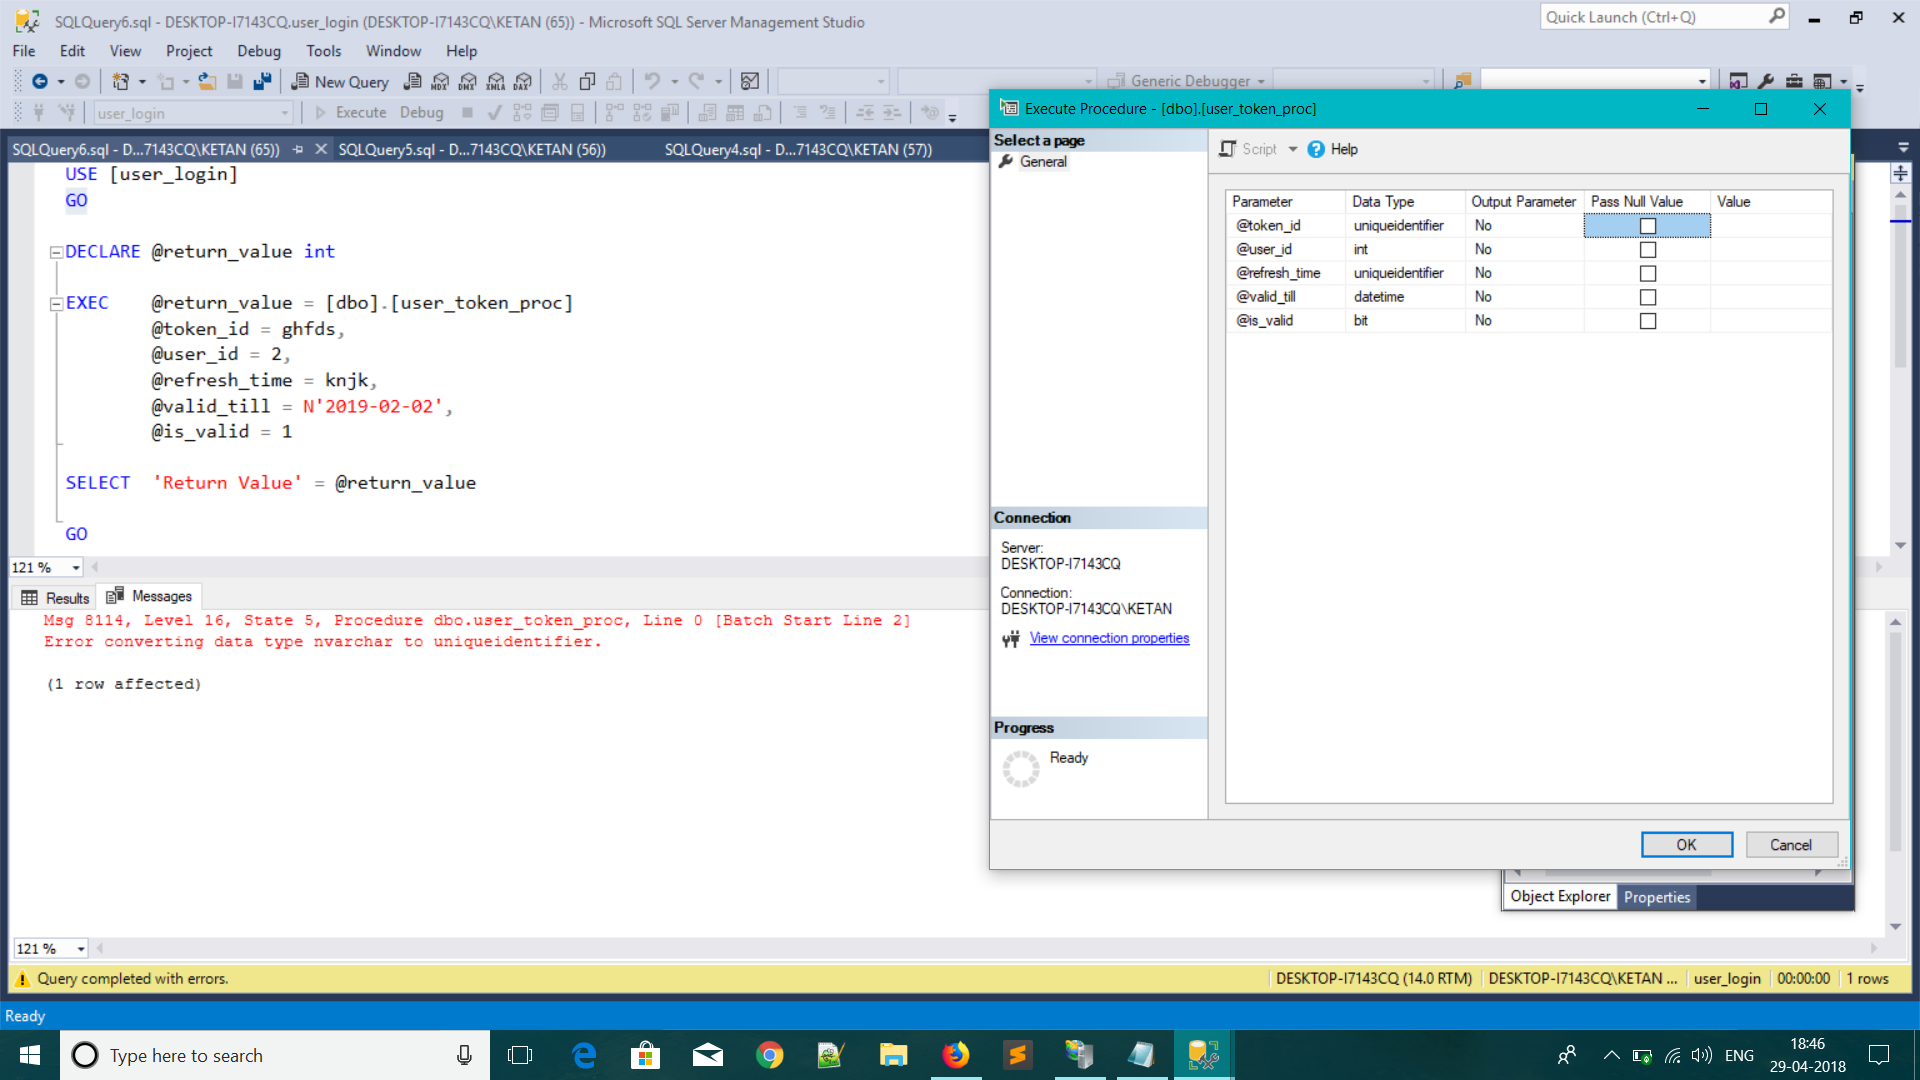 SQLQuery6.sql - DESKTOP-I7143CQ.user_login (DESKTOP-I7143CQ\KETAN (65)) - Microsoft SQL Server Management Studio
Quick Launch (Ctrl+Q)
File Edit View Project Debug Tools Window Help
New Query MDX DMX XMLA DAX Generic Debugger
user_login Execute Debug
SQLQuery6.sql - D...7143CQ\KETAN (65)) SQLQuery5.sql - D...7143CQ\KETAN (56)) SQLQuery4.sql - D...7143CQ\KETAN (57))
USE [user_login]
GO
DECLARE @return_value int
EXEC @return_value = [dbo].[user_token_proc]
@token_id = ghfds,
@user_id = 2,
@refresh_time = knjk,
@valid_till = N'2019-02-02',
@is_valid = 1
SELECT 'Return Value' = @return_value
GO
121 %
Results Messages
Msg 8114, Level 16, State 5, Procedure dbo.user_token_proc, Line 0 [Batch Start Line 2]
Error converting data type nvarchar to uniqueidentifier.
(1 row affected)
121 %
Execute Procedure - [dbo].[user_token_proc]
Select a page
General
Script Help
Parameter Data Type Output Parameter Pass Null Value Value
@token_id uniqueidentifier No
@user_id int No
@refresh_time uniqueidentifier No
@valid_till datetime No
@is_valid bit No
Connection
Server:
DESKTOP-I7143CQ
Connection:
DESKTOP-I7143CQ\KETAN
View connection properties
Progress
Ready
OK Cancel
Object Explorer Properties
Query completed with errors. DESKTOP-I7143CQ (14.0 RTM) DESKTOP-I7143CQ\KETAN ... user_login 00:00:00 1 rows
Ready
Type here to search
ENG
18:46
29-04-2018